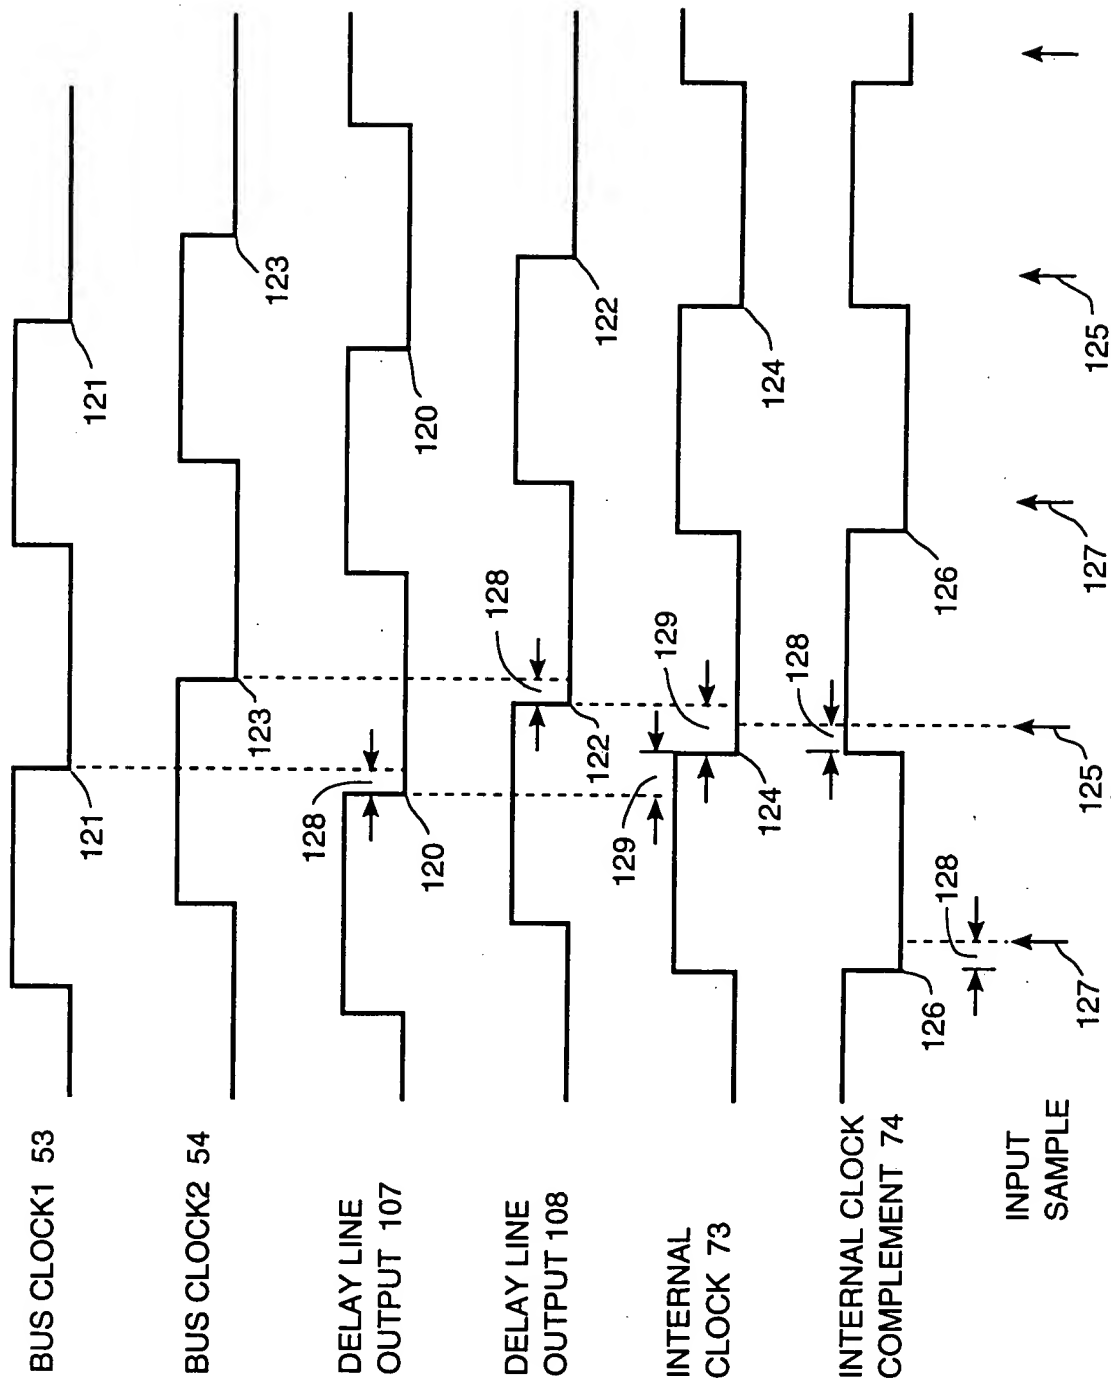 BUS CLOCK1 53
121
121
BUS CLOCK2 54
123
123
DELAY LINE
OUTPUT 107
128
120
120
DELAY LINE
OUTPUT 108
122
128
122
INTERNAL
CLOCK 73
129
124
129
124
INTERNAL CLOCK
COMPLEMENT 74
126
128
128
126
INPUT
SAMPLE
127
125
127
125